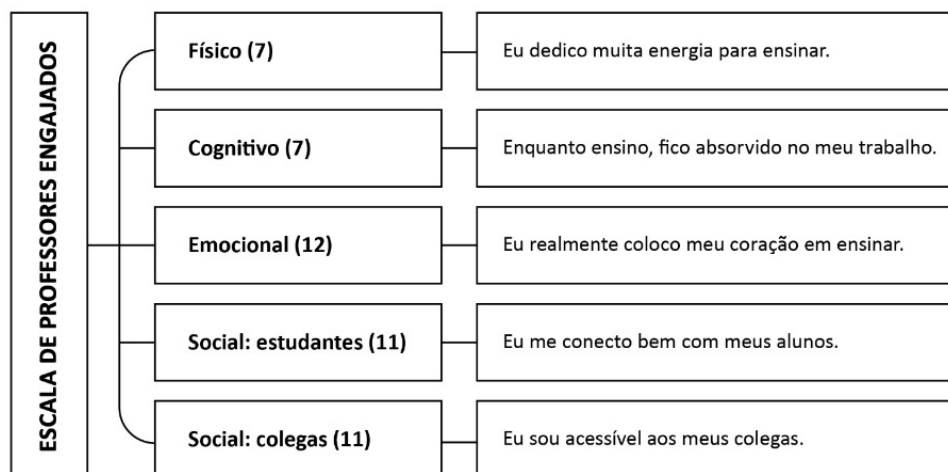 ESCALA DE PROFESSORES ENGAJADOS
Físico (7)
Eu dedico muita energia para ensinar.
Cognitivo (7)
Enquanto ensino, fico absorvido no meu trabalho.
Emocional (12)
Eu realmente coloco meu coração em ensinar.
Social: estudantes (11)
Eu me conecto bem com meus alunos.
Social: colegas (11)
Eu sou acessível aos meus colegas.